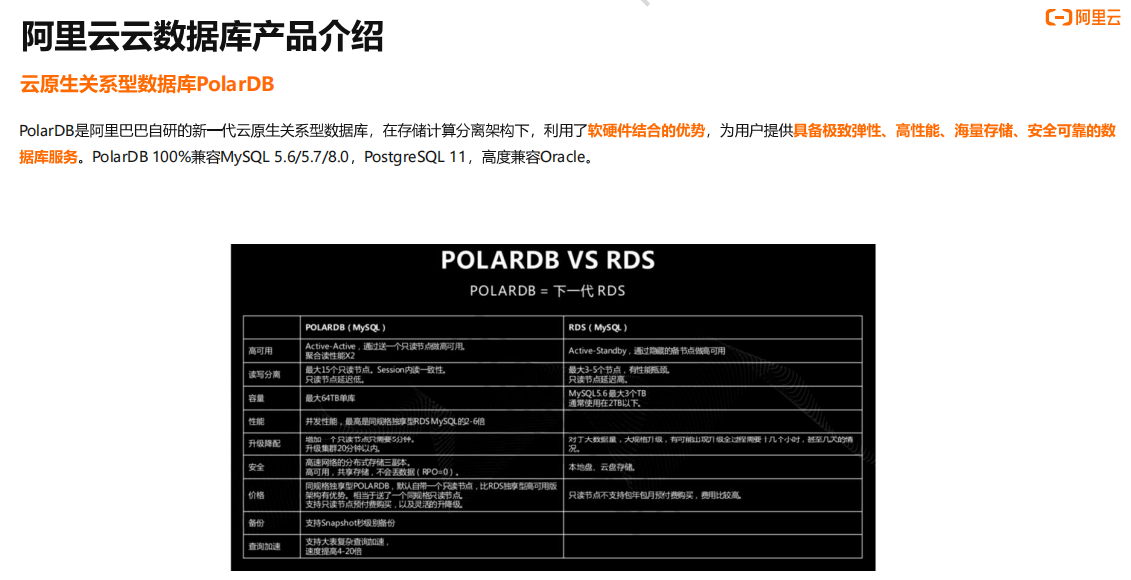 阿里云云数据库产品介绍
阿里云
云原生关系型数据库PolarDB
PolarDB是阿里巴巴自研的新一代云原生关系型数据库，在存储计算分离架构下，利用了软硬件结合的优势，为用户提供具备极致弹性、高性能、海量存储、安全可靠的数
据库服务。PolarDB 100%兼容MySQL 5.6/5.7/8.0，PostgreSQL 11，高度兼容Oracle。
POLARDB VS RDS
POLARDB = 下一代 RDS
POLARDB（MySQL） RDS（MySQL）
高可用
Active-Active，通过送一个只读节点做高可用，
聚合读性能X2
Active-Standby，通过隐藏的备节点做高可用
读写分离
最大15个只读节点。Session内读一致性。
只读节点延迟低。
最大3-5个节点，有性能瓶颈。
只读节点延迟高。
容量
最大64TB单库
MySQL5.6 最大3个TB
通常使用在2TB以下。
性能
并发性能，最高是同规格独享型RDS MySQL的2-6倍
升级降配
增加一个只读节点只需要5分钟。
升级集群20分钟以内。
对于大数据量，大规格升级，有可能出现升级全过程需要十几个小时，甚至几天的情
况。
安全
高速网络的分布式存储三副本。
高可用，共享存储，不会丢数据（RPO=0）。
本地盘、云盘存储。
价格
同规格独享型POLARDB，默认自带一个只读节点，比RDS独享型高可用版
架构有优势。相当于送了一个同规格只读节点。
支持只读节点预付费购买，以及灵活的升降级。
只读节点不支持包年包月预付费购买，费用比较高。
备份
支持Snapshot秒级别备份
查询加速
支持大表复杂查询加速，
速度提高4-20倍